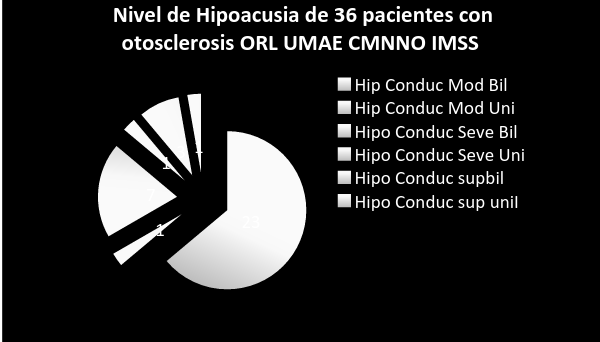 Nivel de Hipoacusia de 36 pacientes con
otosclerosis ORL UMAE CMNNO IMSS
Hip Conduc Mod Bil
Hip Conduc Mod Uni
Hipo Conduc Seve Bil
Hipo Conduc Seve Uni
Hipo Conduc supbil
Hipo Conduc sup unil
1
1
7
23
1